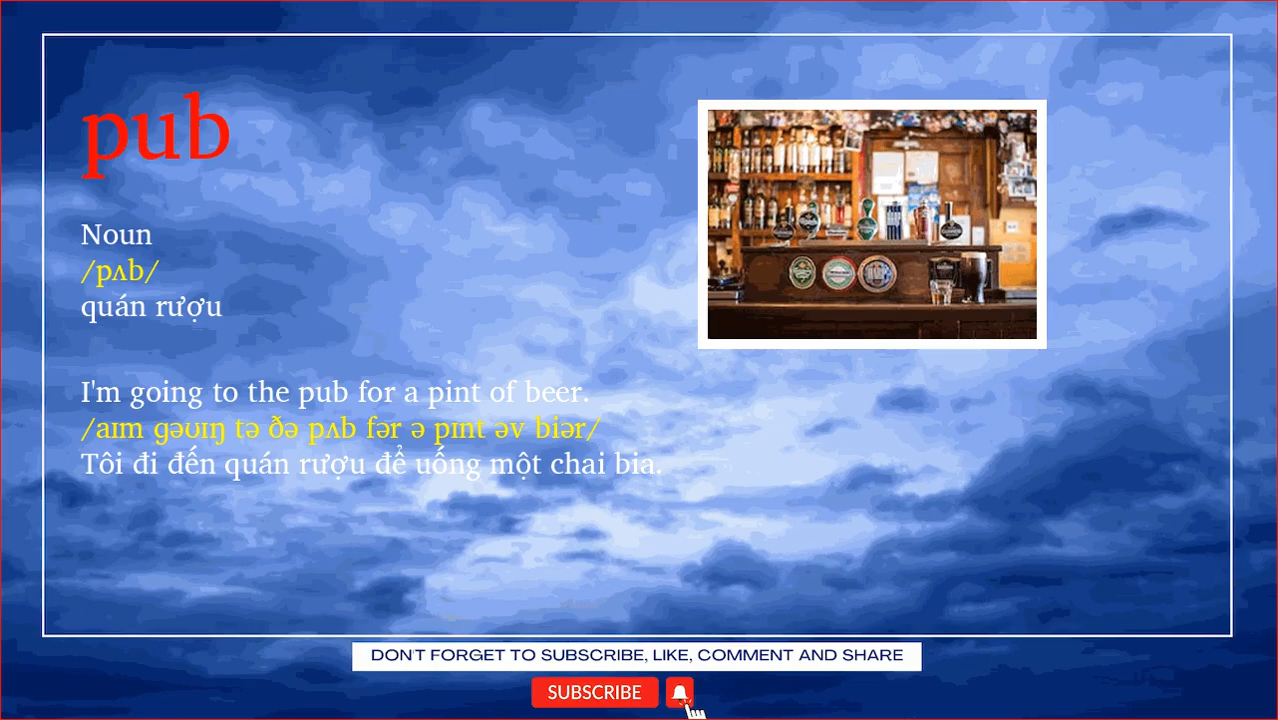 pub
Noun
/pʌb/
quán rượu
I'm going to the pub for a pint of beer.
/aɪm ɡəʊɪŋ tə ðə pʌb fər ə pɪnt əv biər/
Tôi đi đến quán rượu để uống một chai bia.
DON'T FORGET TO SUBSCRIBE, LIKE, COMMENT AND SHARE
SUBSCRIBE